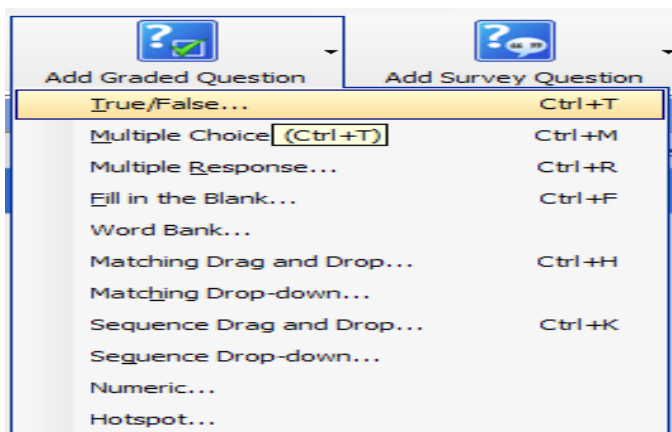 Add Graded Question Add Survey Question
True/False... Ctrl+T
Multiple Choice (Ctrl+T) Ctrl+M
Multiple Response... Ctrl+R
Fill in the Blank... Ctrl+F
Word Bank...
Matching Drag and Drop... Ctrl+H
Matching Drop-down...
Sequence Drag and Drop... Ctrl+K
Sequence Drop-down...
Numeric...
Hotspot...